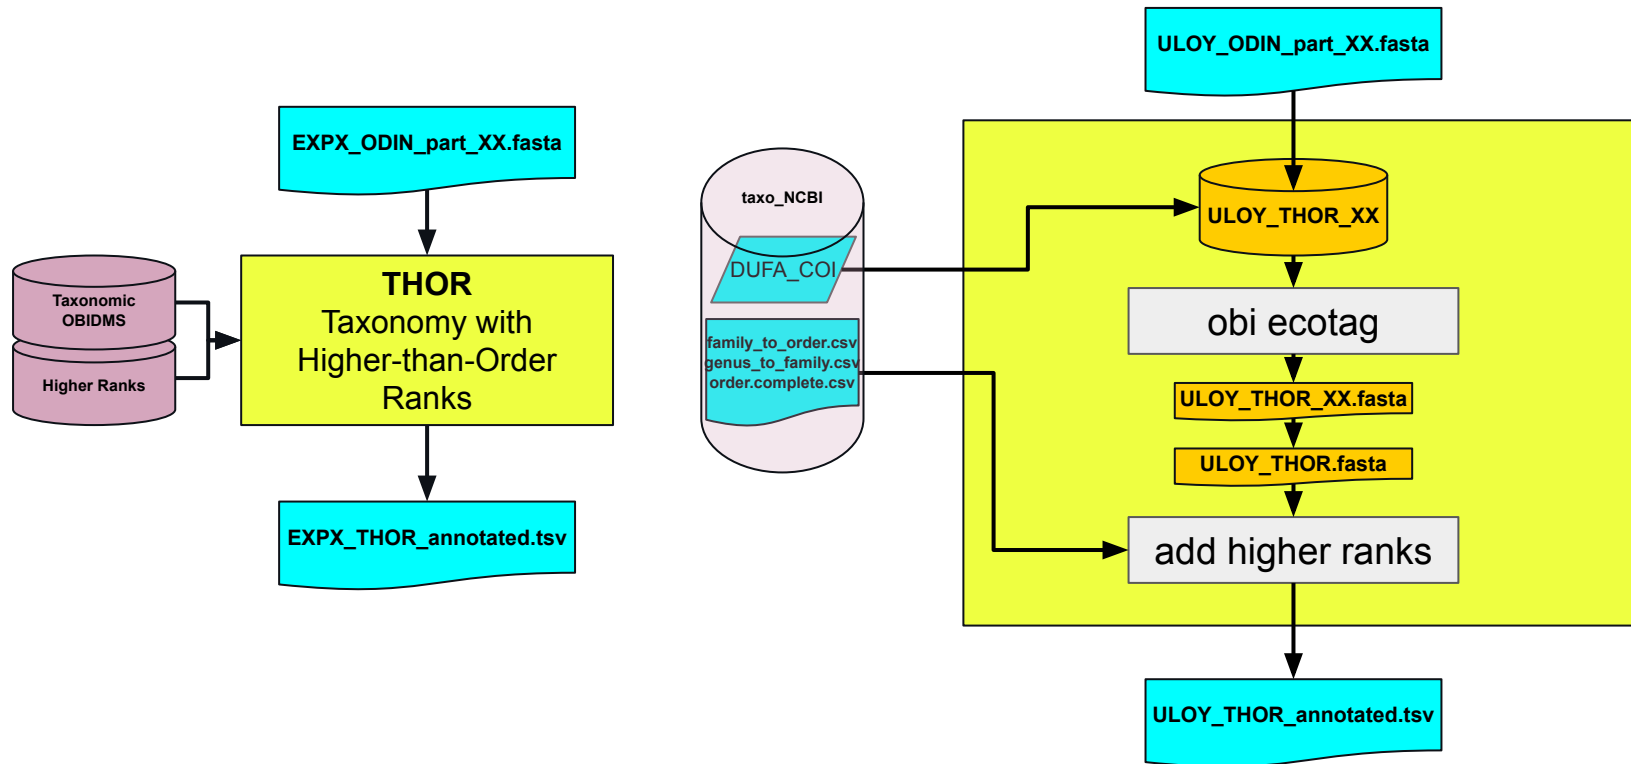 EXPX_ODIN_part_XX.fasta
Taxonomic
OBIDMS
Higher Ranks
THOR
Taxonomy with
Higher-than-Order
Ranks
EXPX_THOR_annotated.tsv
ULOY_ODIN_part_XX.fasta
taxo_NCBI
DUFA_COI
family_to_order.csv
genus_to_family.csv
order.complete.csv
ULOY_THOR_XX
obi ecotag
ULOY_THOR_XX.fasta
ULOY_THOR.fasta
add higher ranks
ULOY_THOR_annotated.tsv